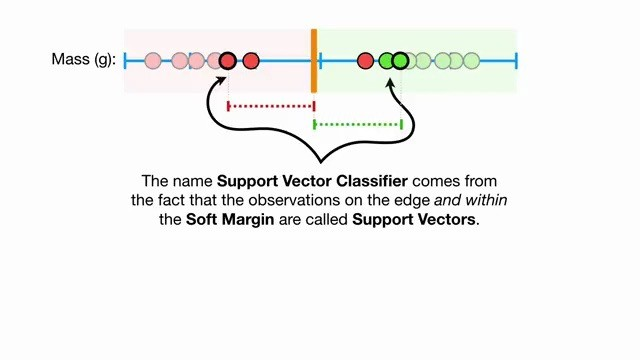 Mass (g):
The name Support Vector Classifier comes from
the fact that the observations on the edge and within
the Soft Margin are called Support Vectors.